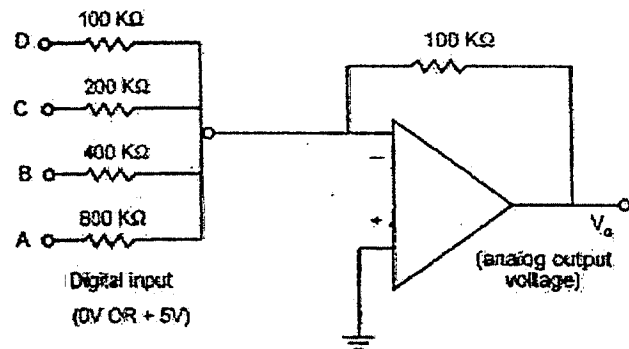 100 KΩ
D
200 KΩ
C
400 KΩ
B
800 KΩ
A
Digital input
(0V OR + 5V)
100 KΩ
−
+
Vo
(analog output
voltage)